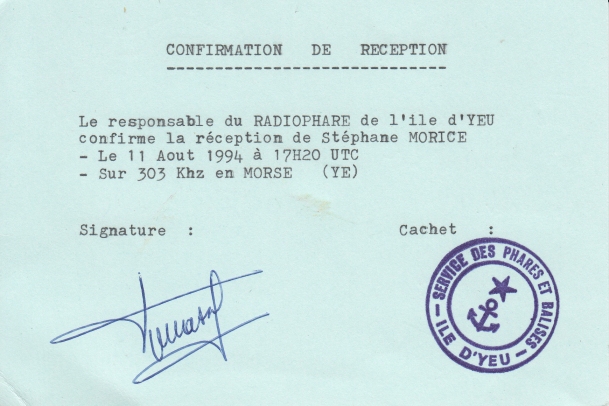 CONFIRMATION DE RECEPTION
Le responsable du RADIOPHARE de l'ile d'YEU
confirme la réception de Stéphane MORICE
- Le 11 Aout 1994 à 17H20 UTC
- Sur 303 Khz en MORSE (YE)
Signature : Cachet :
SERVICE DES PHARES ET BALISES
— ILE D'YEU —